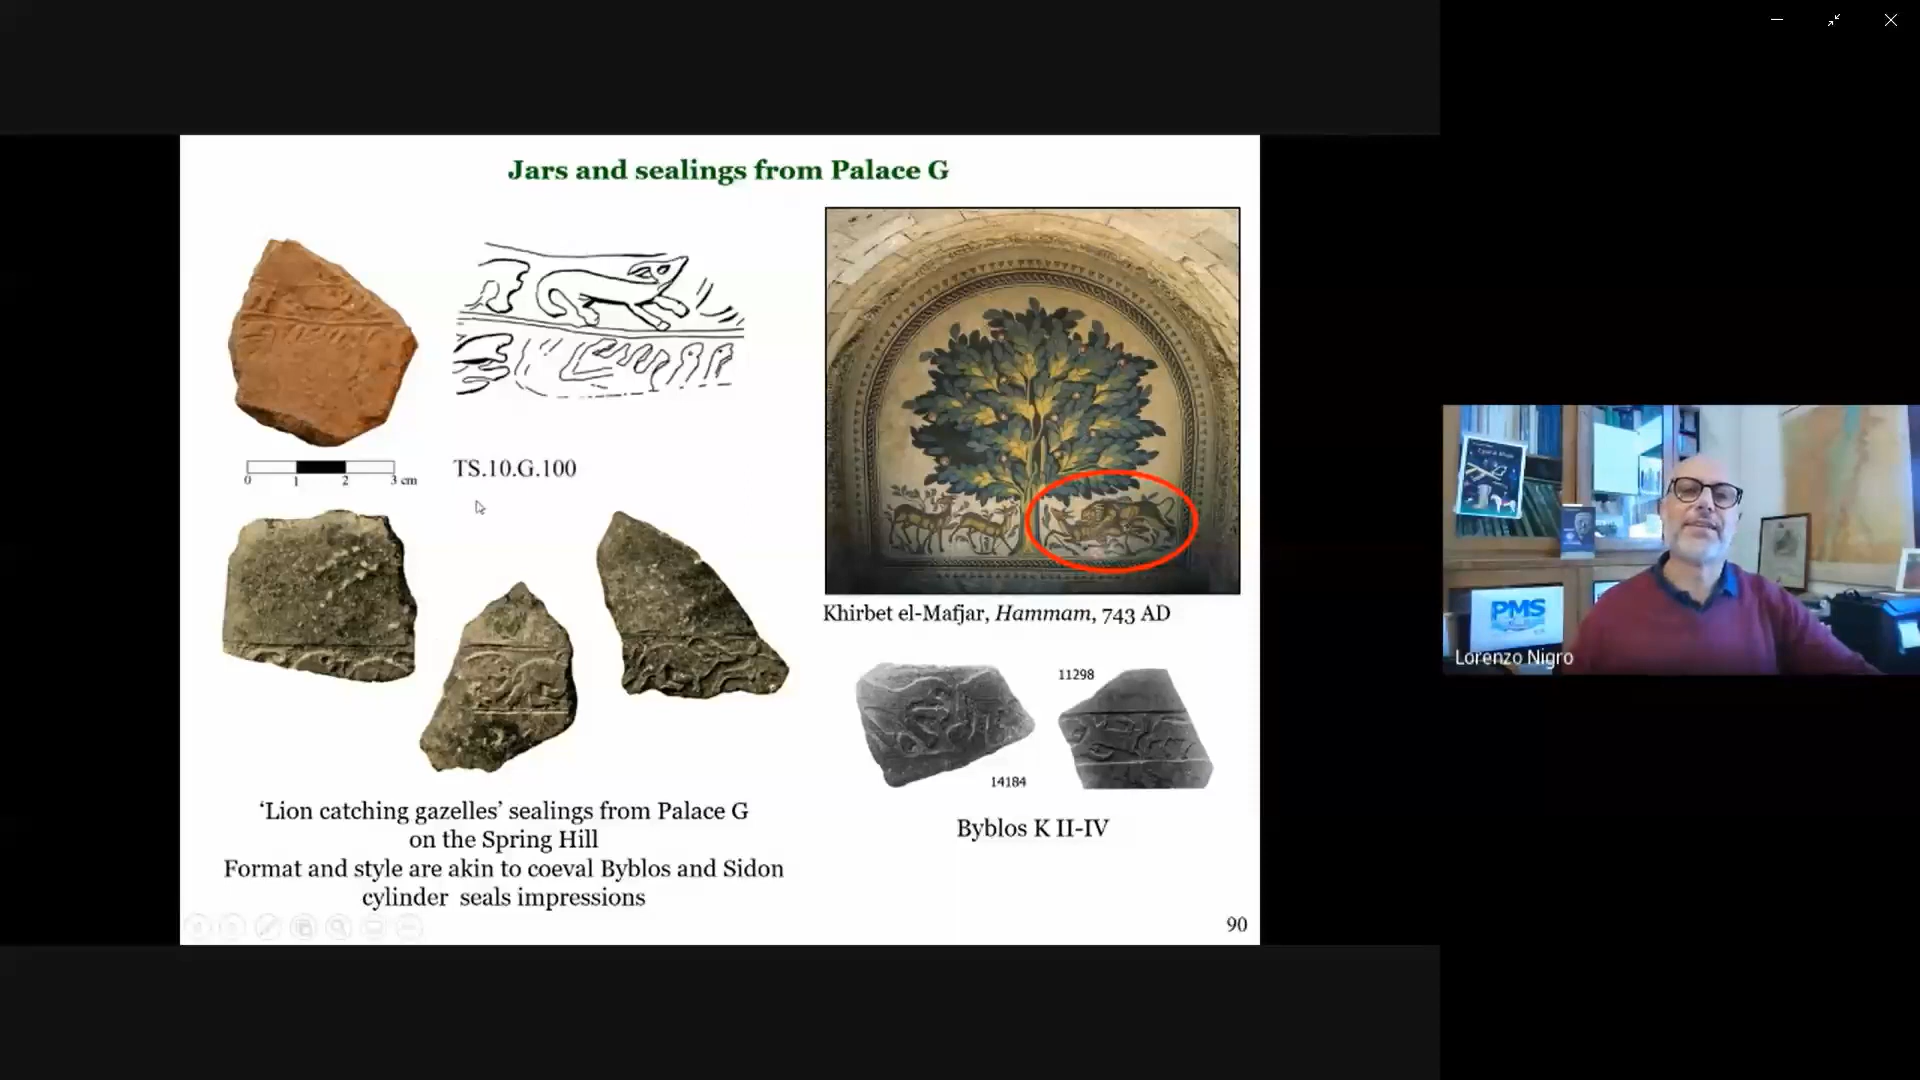 Jars and sealings from Palace G
0 1 2 3 cm
TS.10.G.100
Khirbet el-Mafjar, Hammam, 743 AD
11298
14184
Byblos K II-IV
‘Lion catching gazelles’ sealings from Palace G
on the Spring Hill
Format and style are akin to coeval Byblos and Sidon
cylinder seals impressions
90
PMS
Lorenzo Nigro